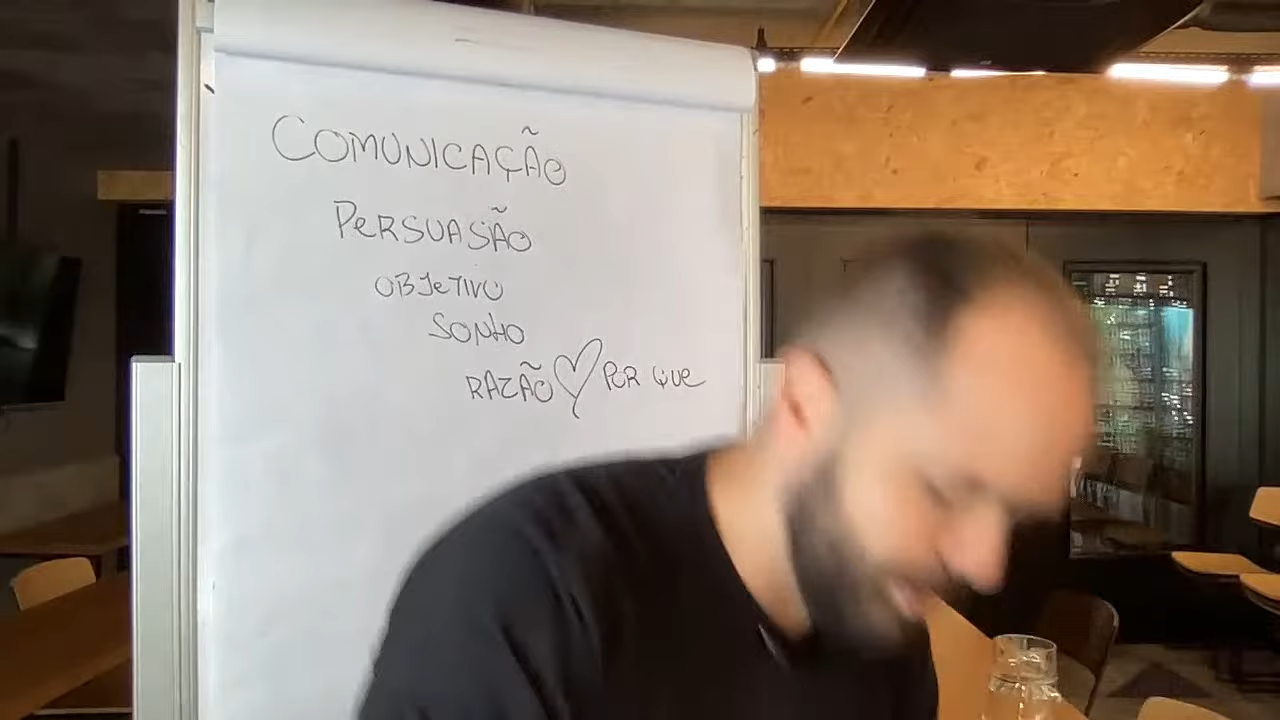 COMUNICAÇÃO
PERSUASÃO
OBJETIVO
SONHO
RAZÃO ♡ POR QUE